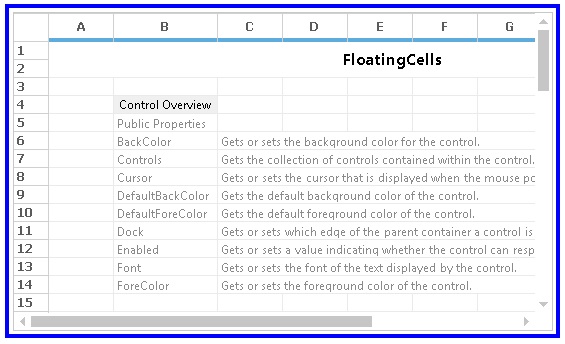 A B C D E F G
1 FloatingCells
2
3
4 Control Overview
5 Public Properties
6 BackColor Gets or sets the background color for the control.
7 Controls Gets the collection of controls contained within the control.
8 Cursor Gets or sets the cursor that is displayed when the mouse po
9 DefaultBackColor Gets the default background color of the control.
10 DefaultForeColor Gets the default foreground color of the control.
11 Dock Gets or sets which edge of the parent container a control is
12 Enabled Gets or sets a value indicating whether the control can resp
13 Font Gets or sets the font of the text displayed by the control.
14 ForeColor Gets or sets the foreground color of the control.
15